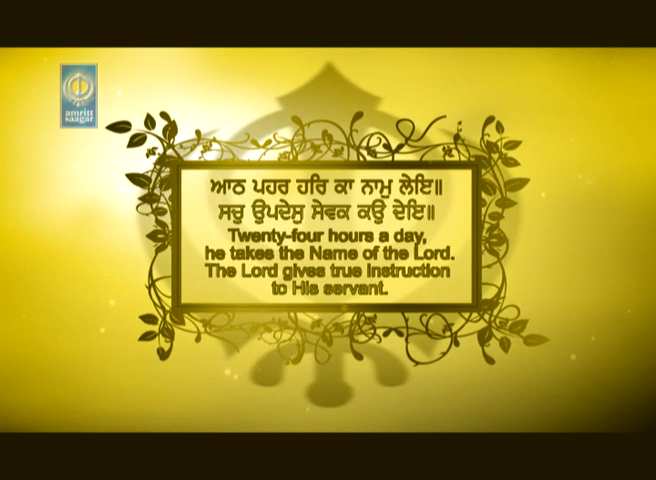 amritt
saagar
ਆਠ ਪਹਰ ਹਰਿ ਕਾ ਨਾਮੁ ਲੇਇ॥
ਸਚੁ ਉਪਦੇਸੁ ਸੇਵਕ ਕਉ ਦੇਇ॥
Twenty-four hours a day,
he takes the Name of the Lord.
The Lord gives true Instruction
to His servant.